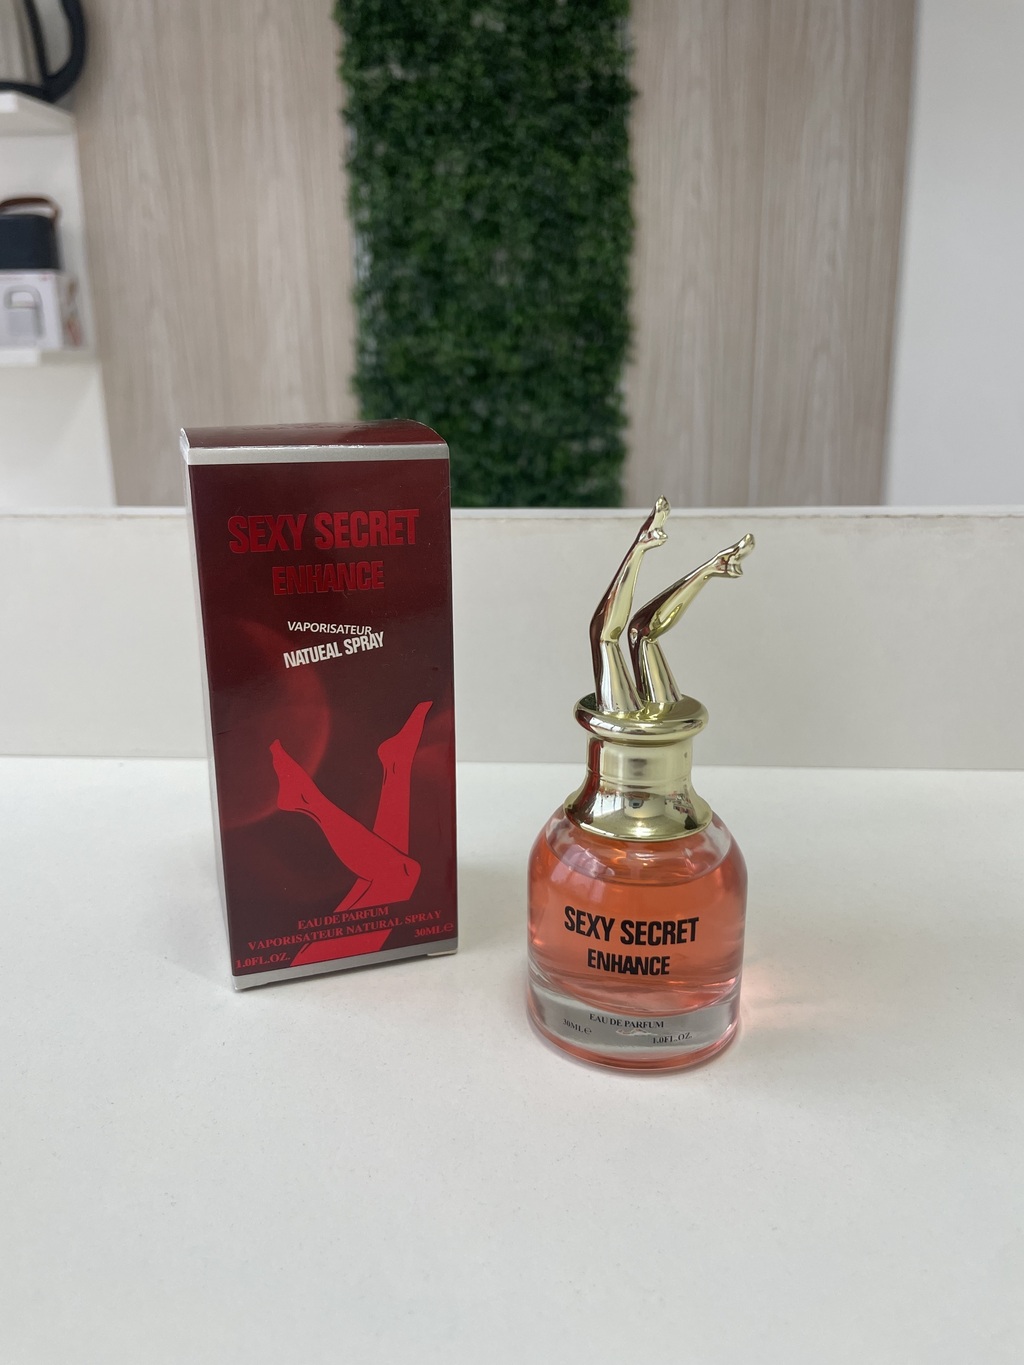 SEXY SECRET
ENHANCE
VAPORISATEUR
NATUEAL SPRAY
EAU DE PARFUM
VAPORISATEUR NATURAL SPRAY
30ML℮
1.0FL.OZ.
SEXY SECRET
ENHANCE
EAU DE PARFUM
30ML℮
1.0FL.OZ.